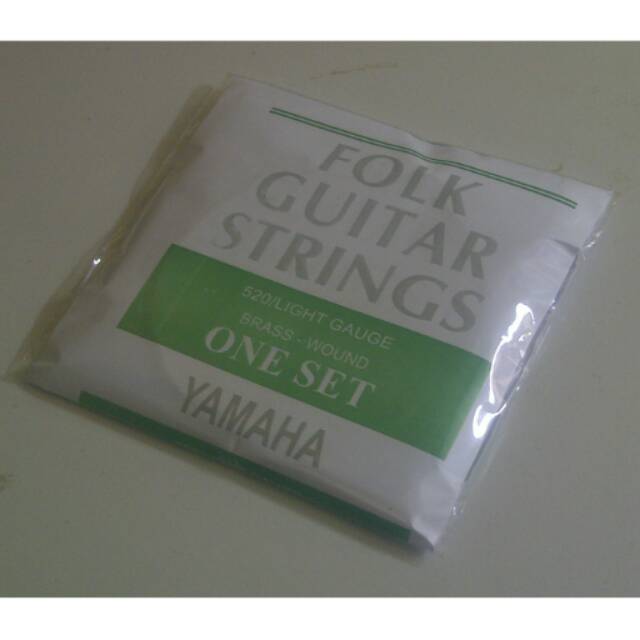 FOLK
GUITAR
STRINGS
520/LIGHT GAUGE
BRASS - WOUND
ONE SET
YAMAHA